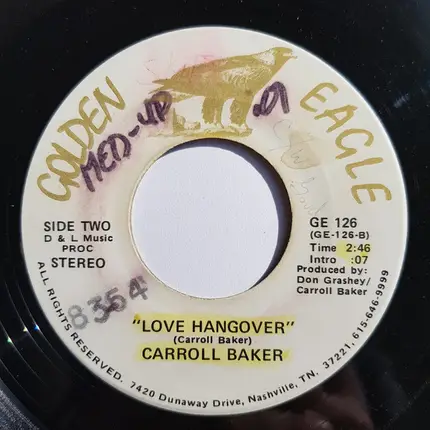 GOLDEN EAGLE
MED-UP
SIDE TWO
D & L Music
PROC
STEREO
GE 126
(GE-126-B)
Time 2:46
Intro :07
Produced by:
Don Grashey/
Carroll Baker
8354
"LOVE HANGOVER"
(Carroll Baker)
CARROLL BAKER
ALL RIGHTS RESERVED. 7420 Dunaway Drive, Nashville, TN. 37221. 615-646-9999